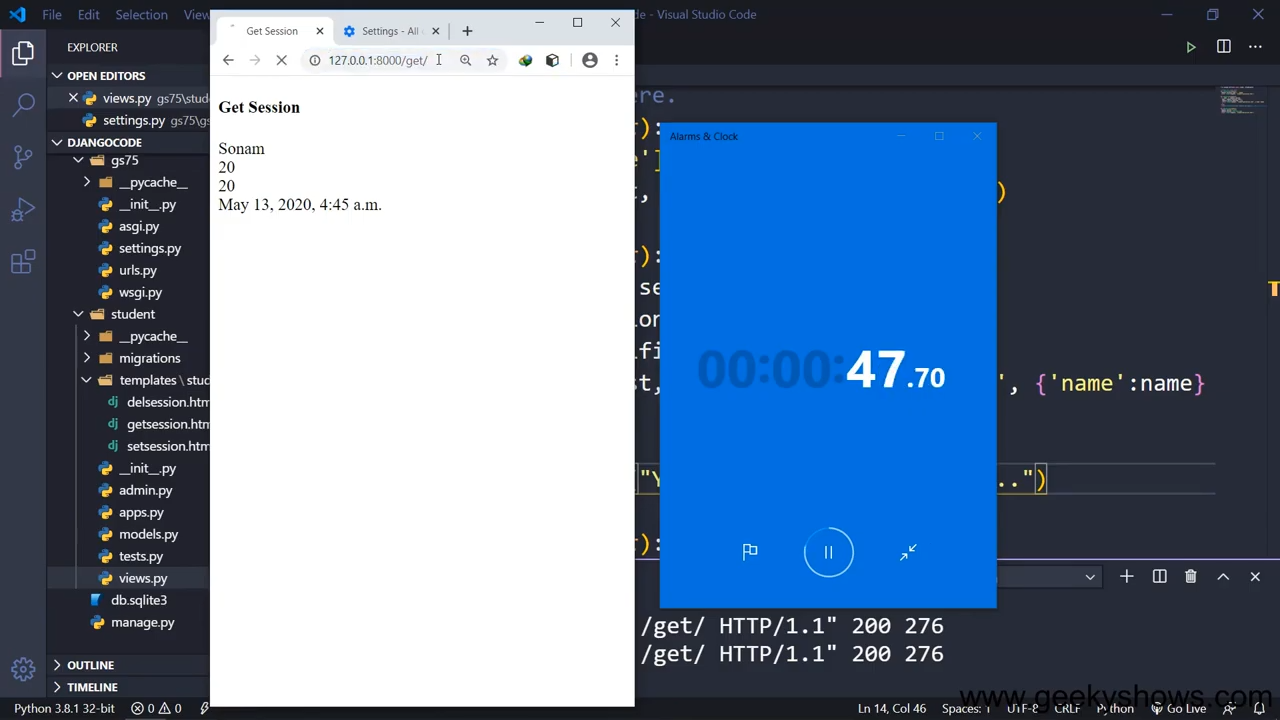 File
Edit
Selection
View
de - Visual Studio Code
Get Session
Settings - All
127.0.0.1:8000/get/
Get Session
Sonam
20
20
May 13, 2020, 4:45 a.m.
EXPLORER
OPEN EDITORS
views.py gs75\stude
settings.py gs75\gs
DJANGOCODE
gs75
__pycache__
__init__.py
asgi.py
settings.py
urls.py
wsgi.py
student
__pycache__
migrations
templates \ stud
delsession.htm
getsession.htm
setsession.htm
__init__.py
admin.py
apps.py
models.py
tests.py
views.py
db.sqlite3
manage.py
OUTLINE
TIMELINE
Alarms & Clock
00:00:47.70
ere.
, {'name':name}
..")
/get/ HTTP/1.1" 200 276
/get/ HTTP/1.1" 200 276
www.geekyshows.com
Python 3.8.1 32-bit
0
0
Ln 14, Col 46
Spaces: 1
UTF-8
CRLF
Python
Go Live